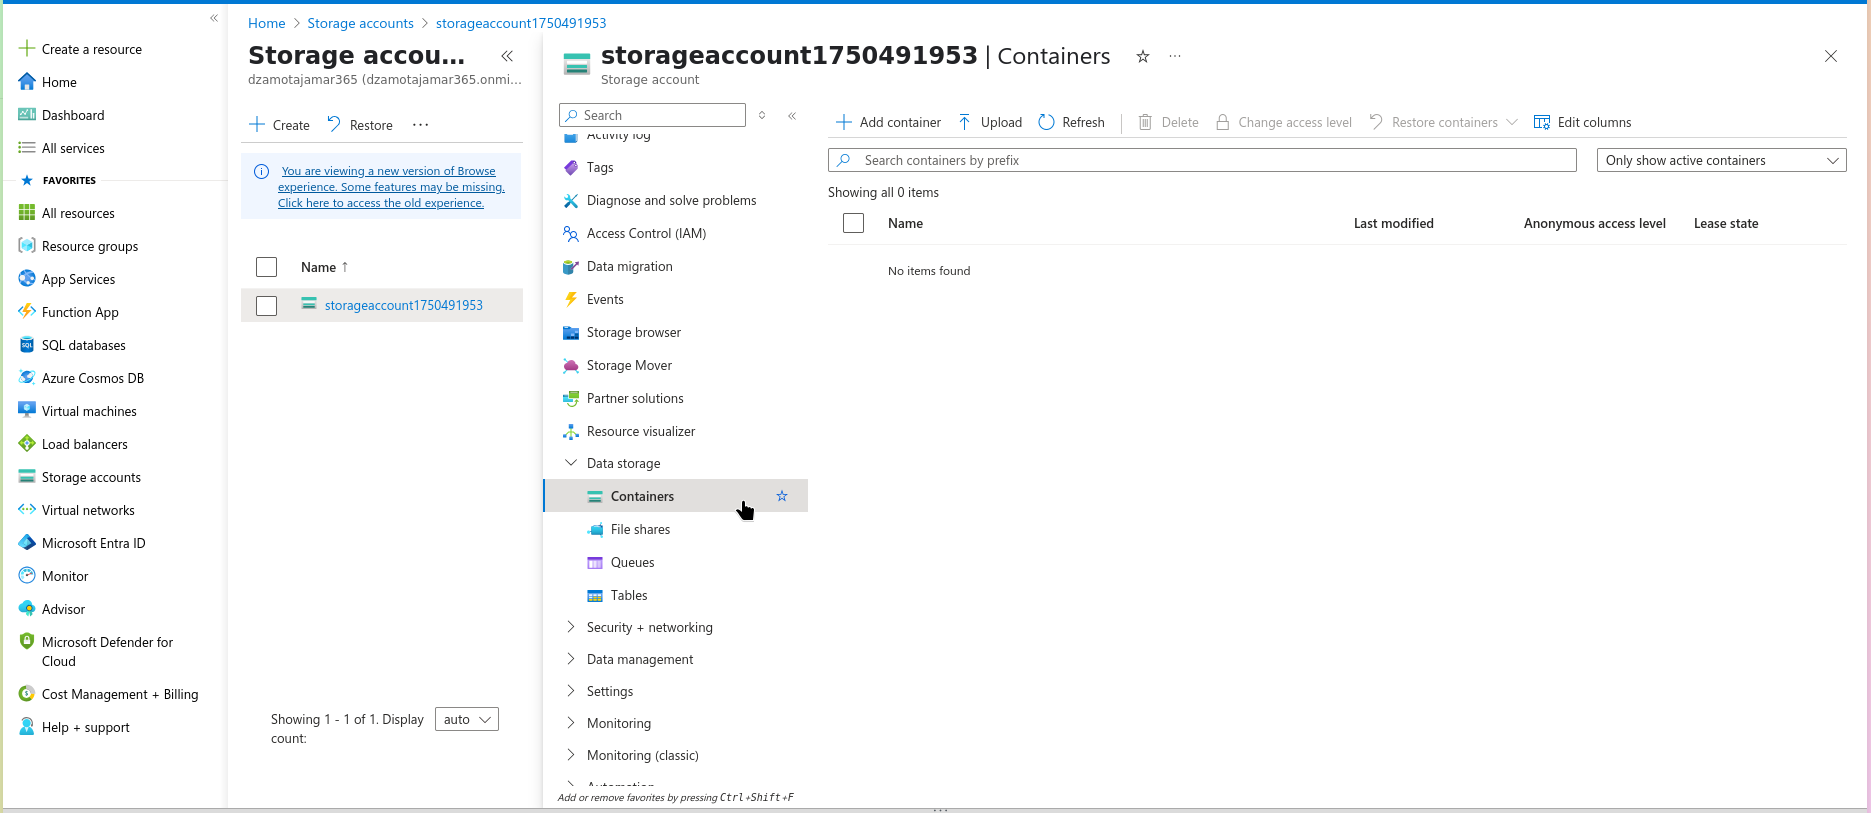 Create a resource
Home
Dashboard
All services
FAVORITES
All resources
Resource groups
App Services
Function App
SQL databases
Azure Cosmos DB
Virtual machines
Load balancers
Storage accounts
Virtual networks
Microsoft Entra ID
Monitor
Advisor
Microsoft Defender for
Cloud
Cost Management + Billing
Help + support
Home > Storage accounts > storageaccount1750491953
Storage accou...
dzamotajamar365 (dzamotajamar365.onmi...
Create Restore ...
You are viewing a new version of Browse
experience. Some features may be missing.
Click here to access the old experience.
Name ↑
storageaccount1750491953
Showing 1 - 1 of 1. Display
count:
auto
storageaccount1750491953 | Containers
Storage account
Search
Activity log
Tags
Diagnose and solve problems
Access Control (IAM)
Data migration
Events
Storage browser
Storage Mover
Partner solutions
Resource visualizer
Data storage
Containers
File shares
Queues
Tables
Security + networking
Data management
Settings
Monitoring
Monitoring (classic)
Automation
Add or remove favorites by pressing Ctrl+Shift+F
Add container Upload Refresh Delete Change access level Restore containers Edit columns
Search containers by prefix
Only show active containers
Showing all 0 items
Name Last modified Anonymous access level Lease state
No items found